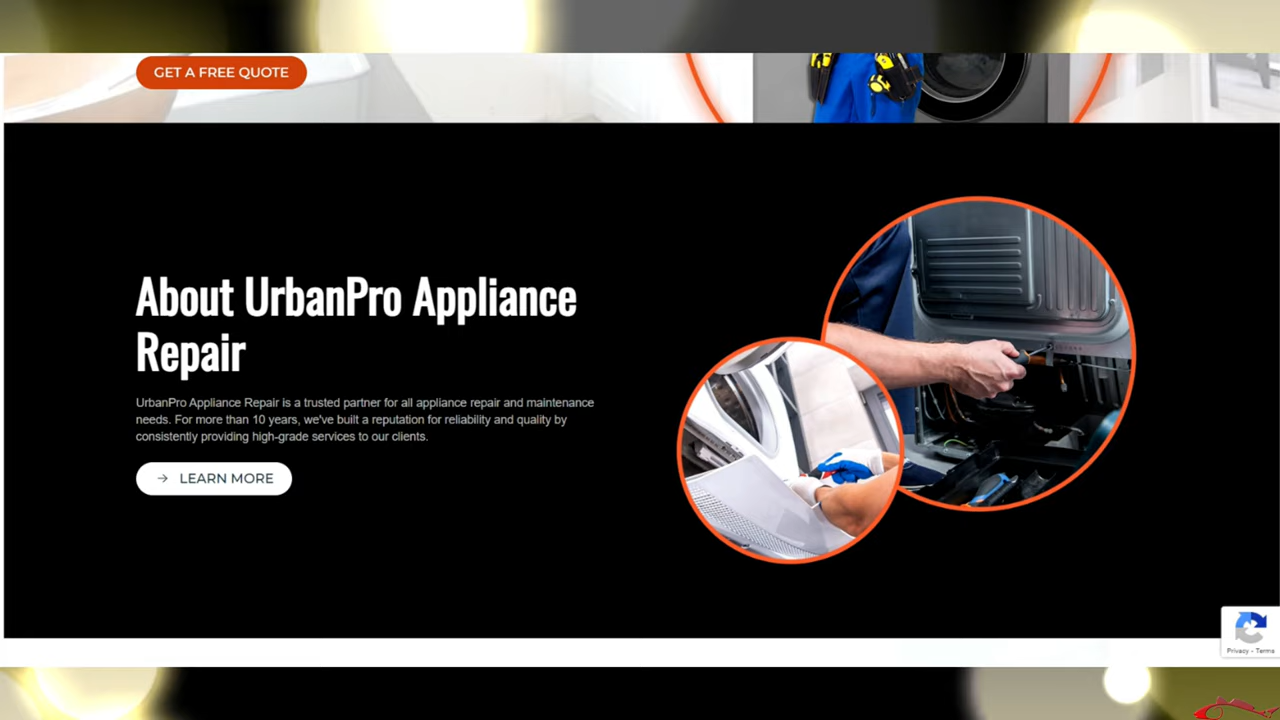 GET A FREE QUOTE
About UrbanPro Appliance
Repair
UrbanPro Appliance Repair is a trusted partner for all appliance repair and maintenance
needs. For more than 10 years, we've built a reputation for reliability and quality by
consistently providing high-grade services to our clients.
→ LEARN MORE
Privacy - Terms